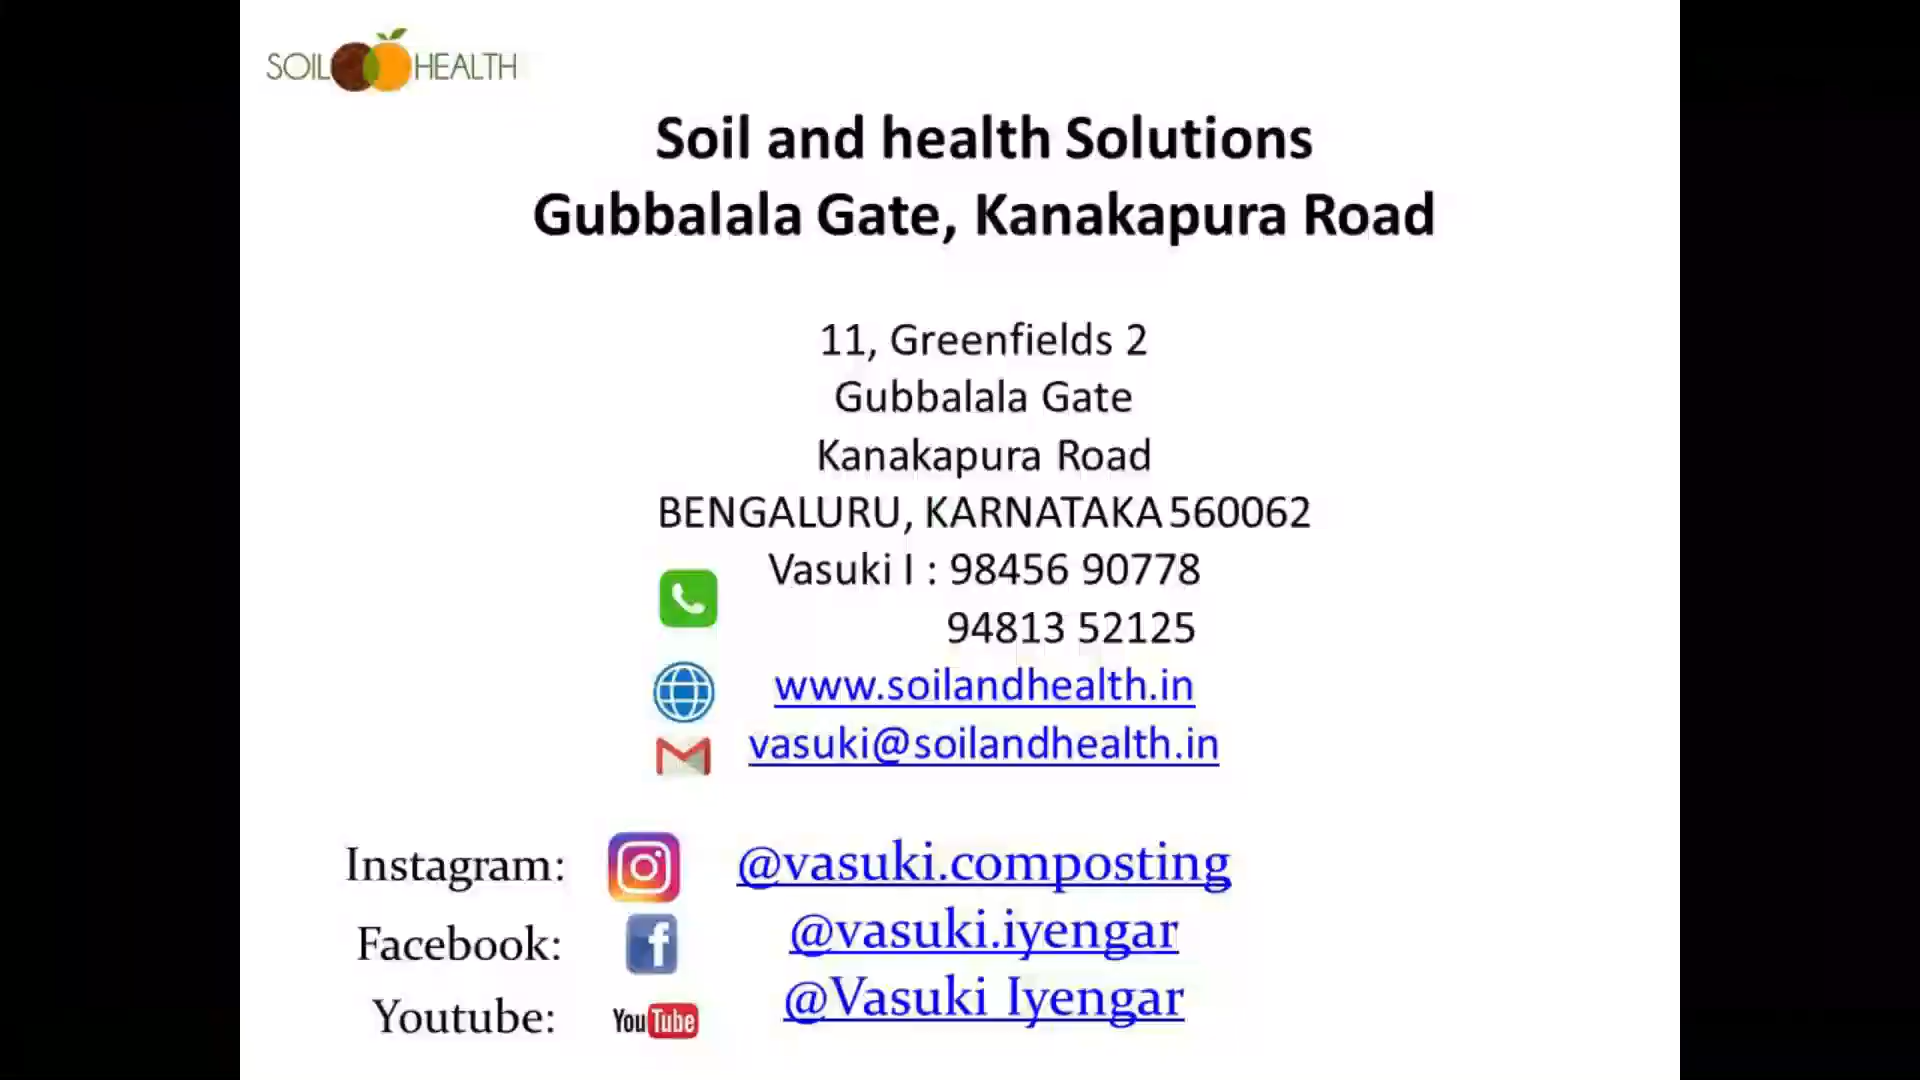 SOIL HEALTH
Soil and health Solutions
Gubbalala Gate, Kanakapura Road
11, Greenfields 2
Gubbalala Gate
Kanakapura Road
BENGALURU, KARNATAKA 560062
Vasuki I : 98456 90778
94813 52125
www.soilandhealth.in
vasuki@soilandhealth.in
Instagram: @vasuki.composting
Facebook: f @vasuki.iyengar
Youtube: YouTube @Vasuki Iyengar